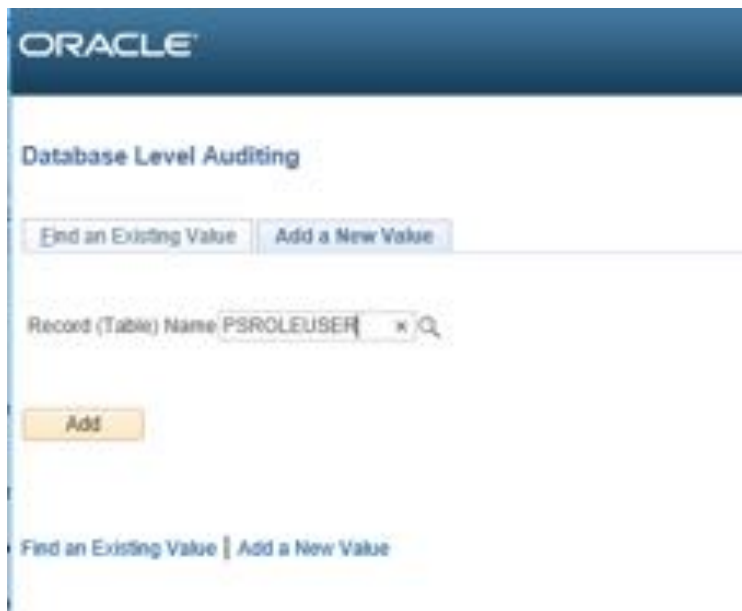 ORACLE
Database Level Auditing
Find an Existing Value Add a New Value
Record (Table) Name PSROLEUSER
Add
Find an Existing Value | Add a New Value